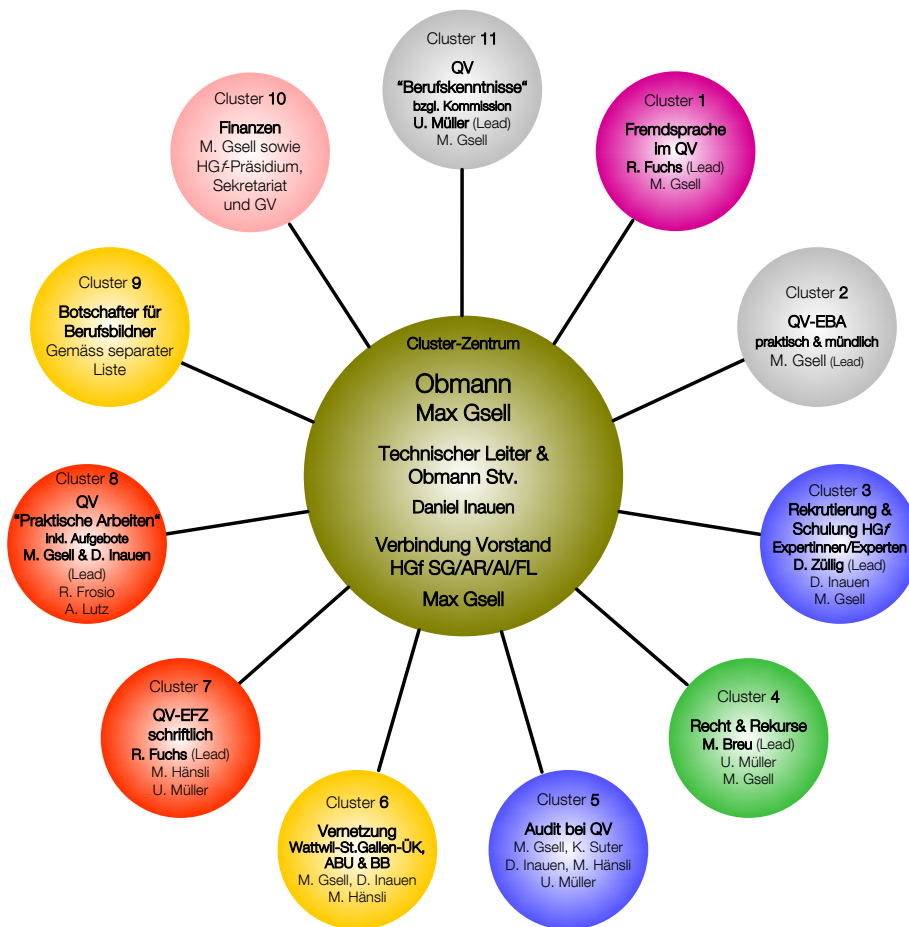 Cluster 11
QV
"Berufskenntnisse"
bzgl. Kommission
U. Müller (Lead)
M. Gsell
Cluster 1
Fremdsprache
im QV
R. Fuchs (Lead)
M. Gsell
Cluster 2
QV-EBA
praktisch & mündlich
M. Gsell (Lead)
Cluster 3
Rekrutierung &
Schulung HGf
Expertinnen/Experten
D. Züllig (Lead)
D. Inauen
M. Gsell
Cluster 4
Recht & Rekurse
M. Breu (Lead)
U. Müller
M. Gsell
Cluster 5
Audit bei QV
M. Gsell, K. Suter
D. Inauen, M. Hänsli
U. Müller
Cluster 6
Vernetzung
Wattwil-St.Gallen-ÜK,
ABU & BB
M. Gsell, D. Inauen
M. Hänsli
Cluster 7
QV-EFZ
schriftlich
R. Fuchs (Lead)
M. Hänsli
U. Müller
Cluster 8
QV
"Praktische Arbeiten"
inkl. Aufgebote
M. Gsell & D. Inauen
(Lead)
R. Frosio
A. Lutz
Cluster 9
Botschafter für
Berufsbildner
Gemäss separater
Liste
Cluster 10
Finanzen
M. Gsell sowie
HGf-Präsidium,
Sekretariat
und GV
Cluster-Zentrum
Obmann
Max Gsell
Technischer Leiter &
Obmann Stv.
Daniel Inauen
Verbindung Vorstand
HGf SG/AR/AI/FL
Max Gsell